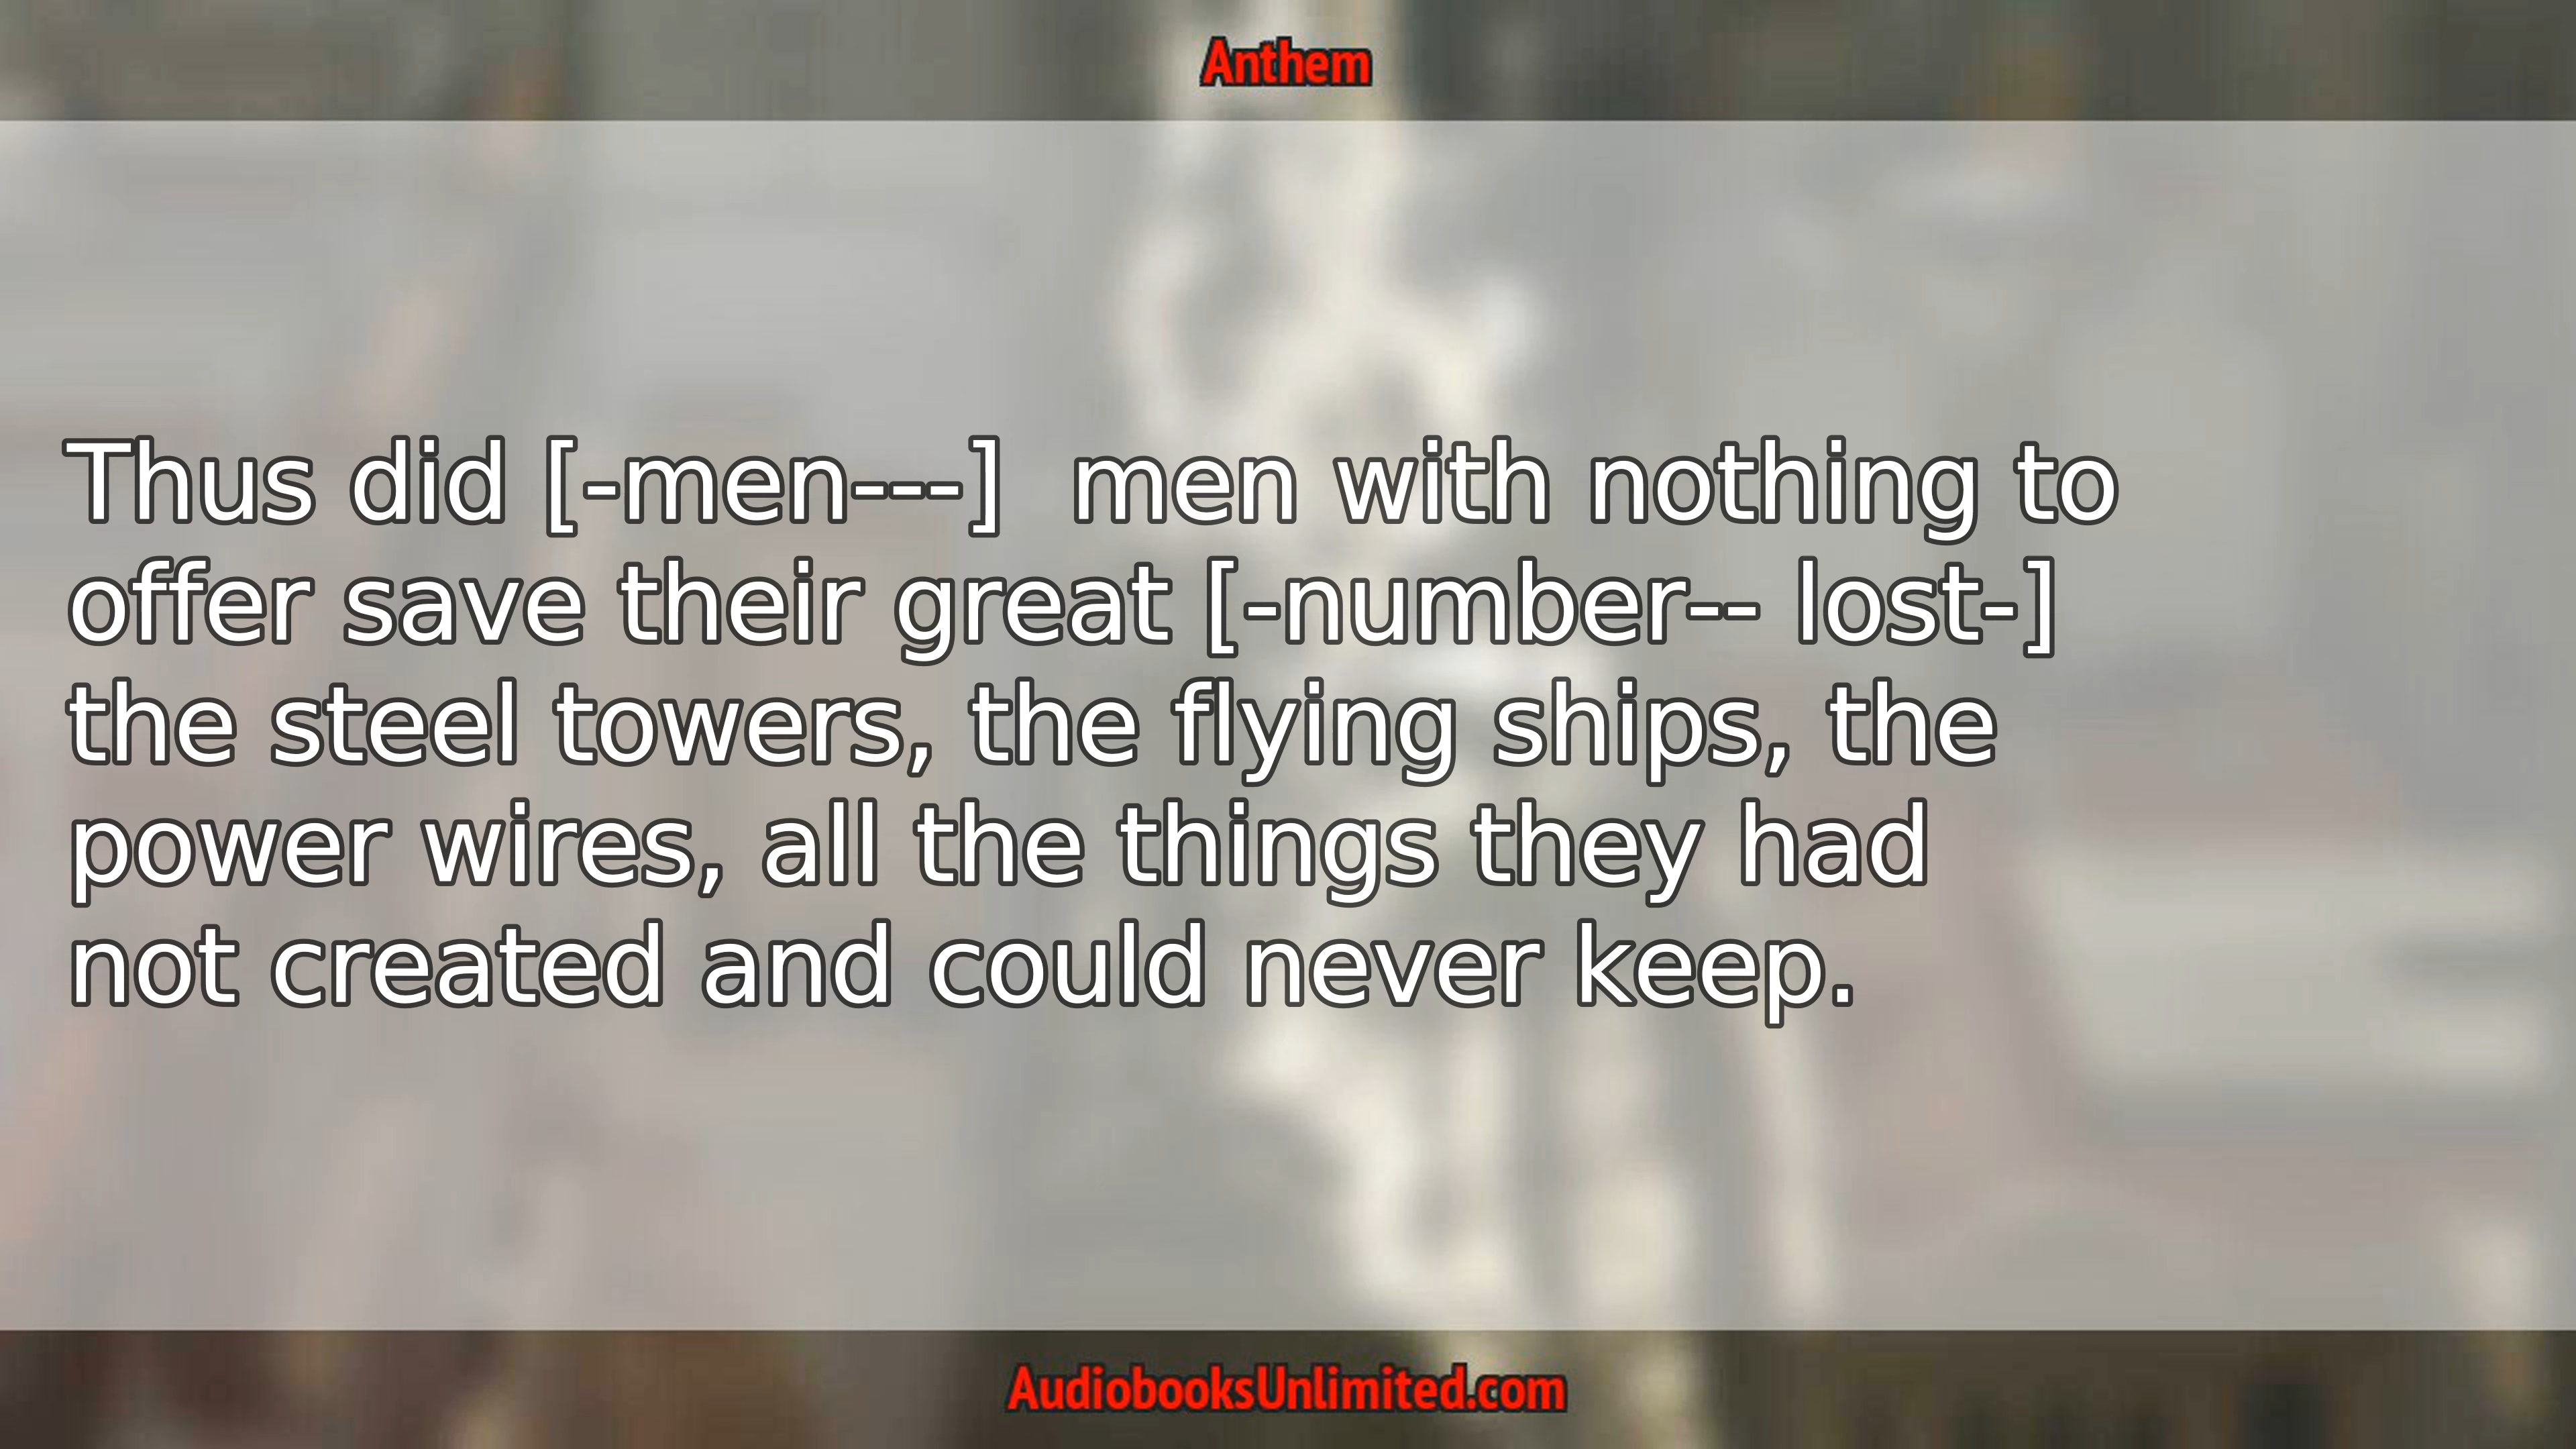 Anthem
Thus did [-men---]  men with nothing to
offer save their great [-number-- lost-]
the steel towers, the flying ships, the
power wires, all the things they had
not created and could never keep.
AudiobooksUnlimited.com